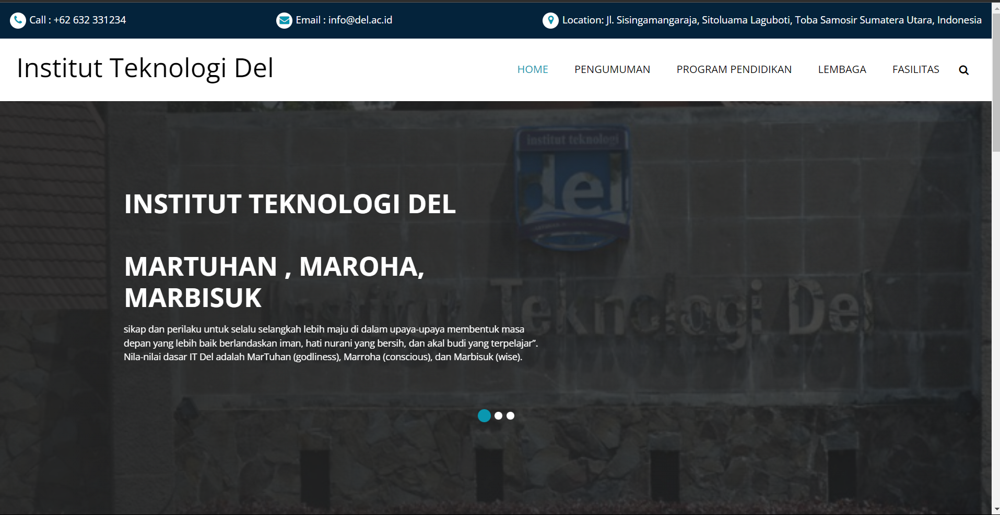 Call : +62 632 331234
Email : info@del.ac.id
Location: Jl. Sisingamangaraja, Sitoluama Laguboti, Toba Samosir Sumatera Utara, Indonesia
Institut Teknologi Del
HOME
PENGUMUMAN
PROGRAM PENDIDIKAN
LEMBAGA
FASILITAS
institut teknologi
del
INSTITUT TEKNOLOGI DEL
MARTUHAN , MAROHA,
MARBISUK
Institut Teknologi Del
sikap dan perilaku untuk selalu selangkah lebih maju di dalam upaya-upaya membentuk masa
depan yang lebih baik berlandaskan iman, hati nurani yang bersih, dan akal budi yang terpelajar”.
Nila-nilai dasar IT Del adalah MarTuhan (godliness), Marroha (conscious), dan Marbisuk (wise).